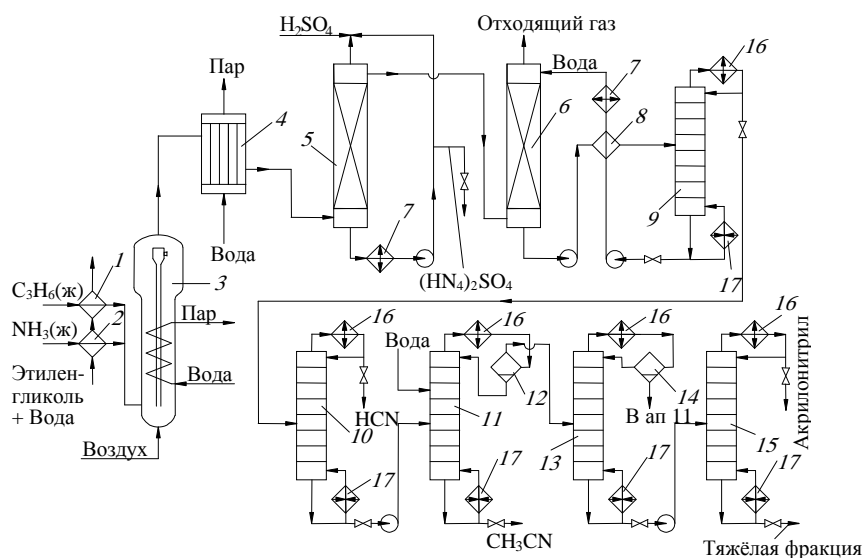 H₂SO₄
Отходящий газ
Пар
Вода
7
16
4
5
6
8
9
Вода
7
17
(HN₄)₂SO₄
1
3
C₃H₆(ж)
2
Пар
NH₃(ж)
Этилен-
гликоль
+ Вода
Вода
Воздух
16
16
16
16
Вода
12
14
HCN
В ап 11
Акрилонитрил
10
11
13
15
17
17
17
17
CH₃CN
Тяжёлая фракция